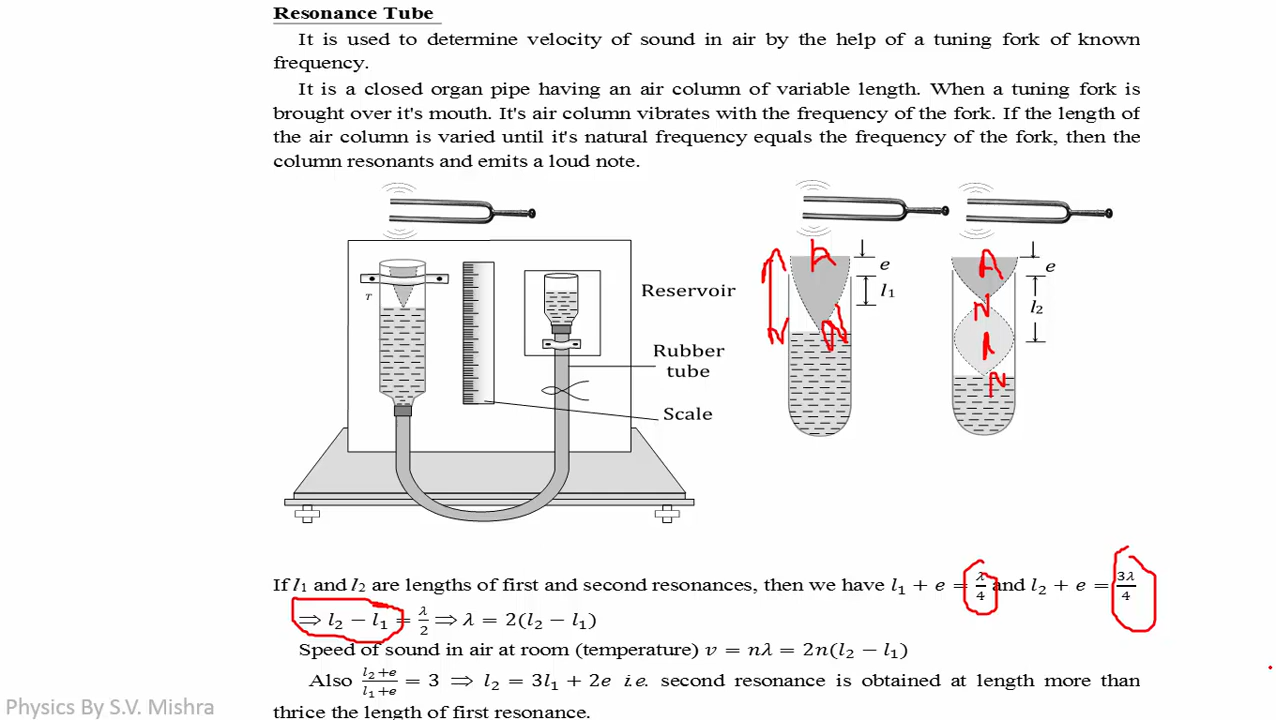 Resonance Tube
It is used to determine velocity of sound in air by the help of a tuning fork of known
frequency.
It is a closed organ pipe having an air column of variable length. When a tuning fork is
brought over it's mouth. It's air column vibrates with the frequency of the fork. If the length of
the air column is varied until it's natural frequency equals the frequency of the fork, then the
column resonants and emits a loud note.
T
Reservoir
Rubber
tube
Scale
A
N
e
l₁
A
N
A
N
e
l₂
If l₁ and l₂ are lengths of first and second resonances, then we have l₁ + e = λ/4 and l₂ + e = 3λ/4
⟹ l₂ − l₁ = λ/2 ⟹ λ = 2(l₂ − l₁)
Speed of sound in air at room (temperature) v = nλ = 2n(l₂ − l₁)
Also (l₂+e)/(l₁+e) = 3 ⟹ l₂ = 3l₁ + 2e i.e. second resonance is obtained at length more than
thrice the length of first resonance.
Physics By S.V. Mishra